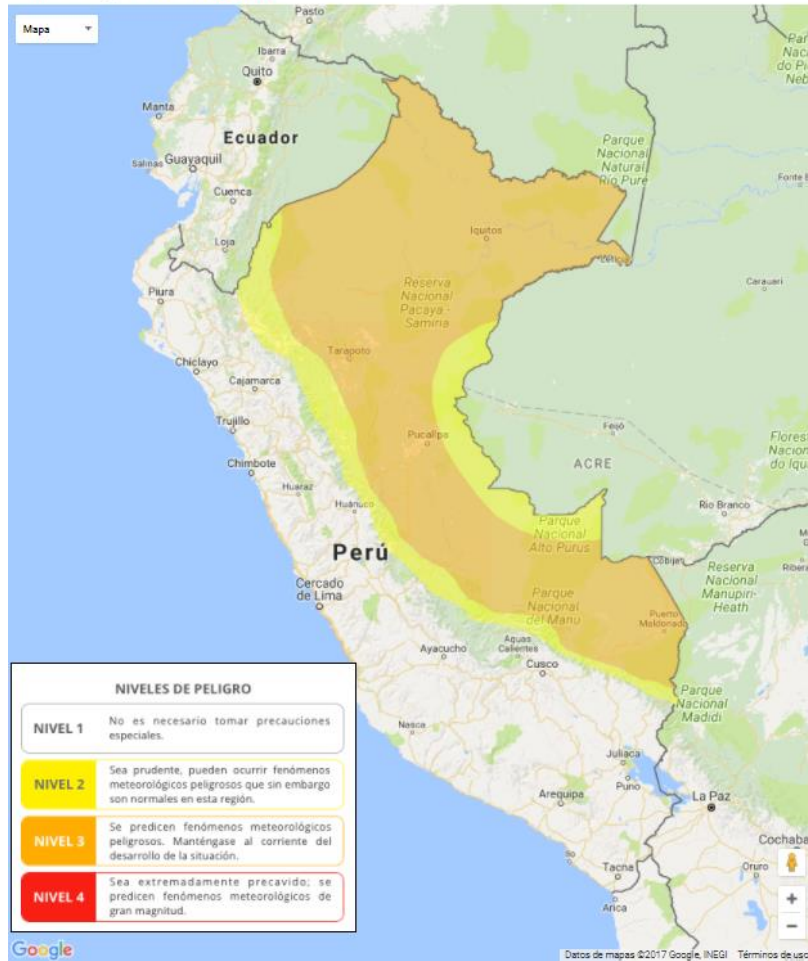 Mapa
Pasto
Ibarra
Quito
Manta
Ecuador
Salinas
Guayaquil
Cuenca
Loja
Parque
Nacional
Natural
Rio Puré
Fonte B
Iquitos
Leticia
Piura
Reserva
Nacional
Pacaya -
Samiria
Carauari
Tarapoto
Chiclayo
Cajamarca
Trujillo
Pucallpa
Feijó
Flores
Nacion
do Iqu
Chimbote
ACRE
Huaraz
Huánuco
Rio Branco
Parque
Nacional
Alto Purus
Perú
Cobija
Reserva
Nacional
Manupiri-
Heath
Ribera
Cercado
de Lima
Parque
Nacional
del Manu
Puerto
Maldonado
Ayacucho
Aguas
Calientes
Cusco
Parque
Nacional
Madidi
Nasca
Juliaca
Puno
Arequipa
La Paz
Cochaba
Oruro
Ilo
Tacna
Arica
NIVELES DE PELIGRO
NIVEL 1
No es necesario tomar precauciones
especiales.
NIVEL 2
Sea prudente, pueden ocurrir fenómenos
meteorológicos peligrosos que sin embargo
son normales en esta región.
NIVEL 3
Se predicen fenómenos meteorológicos
peligrosos. Manténgase al corriente del
desarrollo de la situación.
NIVEL 4
Sea extremadamente precavido; se
predicen fenómenos meteorológicos de
gran magnitud.
Google
Datos de mapas ©2017 Google, INEGI Términos de uso